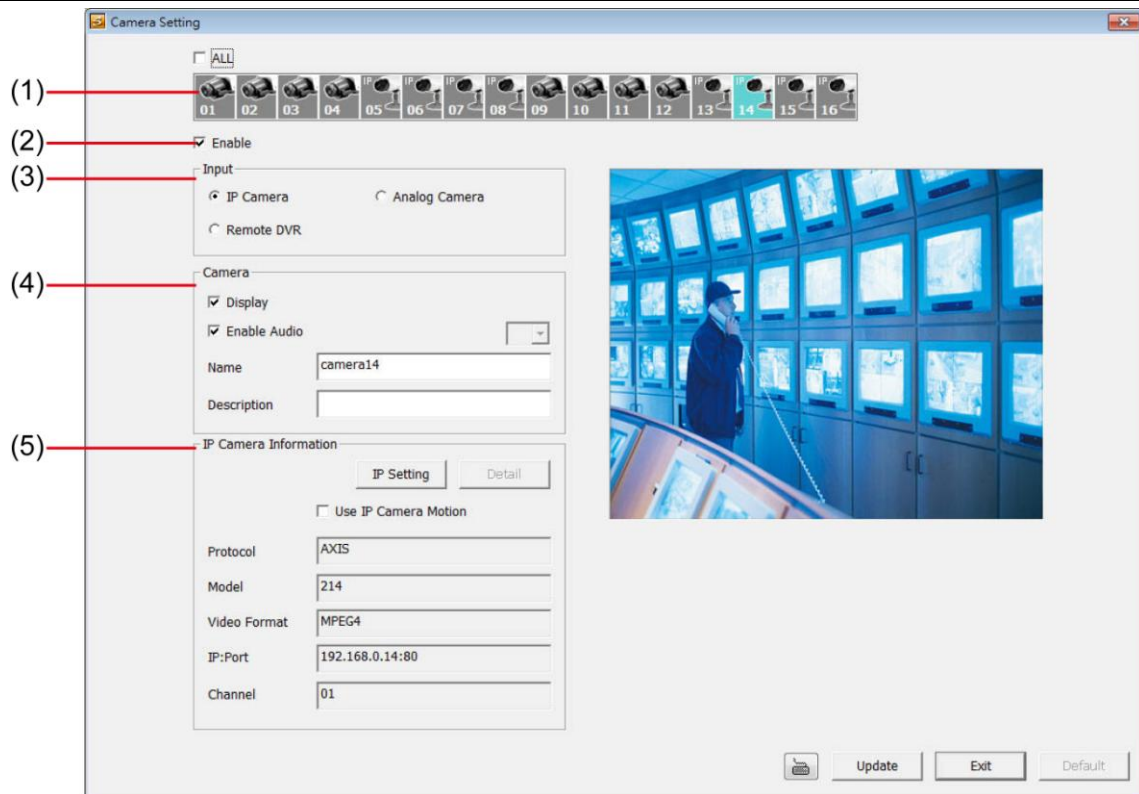 Camera Setting
ALL
(1)
IP IP IP IP IP IP IP IP
01 02 03 04 05 06 07 08 09 10 11 12 13 14 15 16
(2) Enable
(3) Input
IP Camera Analog Camera
Remote DVR
(4) Camera
Display
Enable Audio
Name camera14
Description
(5) IP Camera Information
IP Setting Detail
Use IP Camera Motion
Protocol AXIS
Model 214
Video Format MPEG4
IP:Port 192.168.0.14:80
Channel 01
Update Exit Default